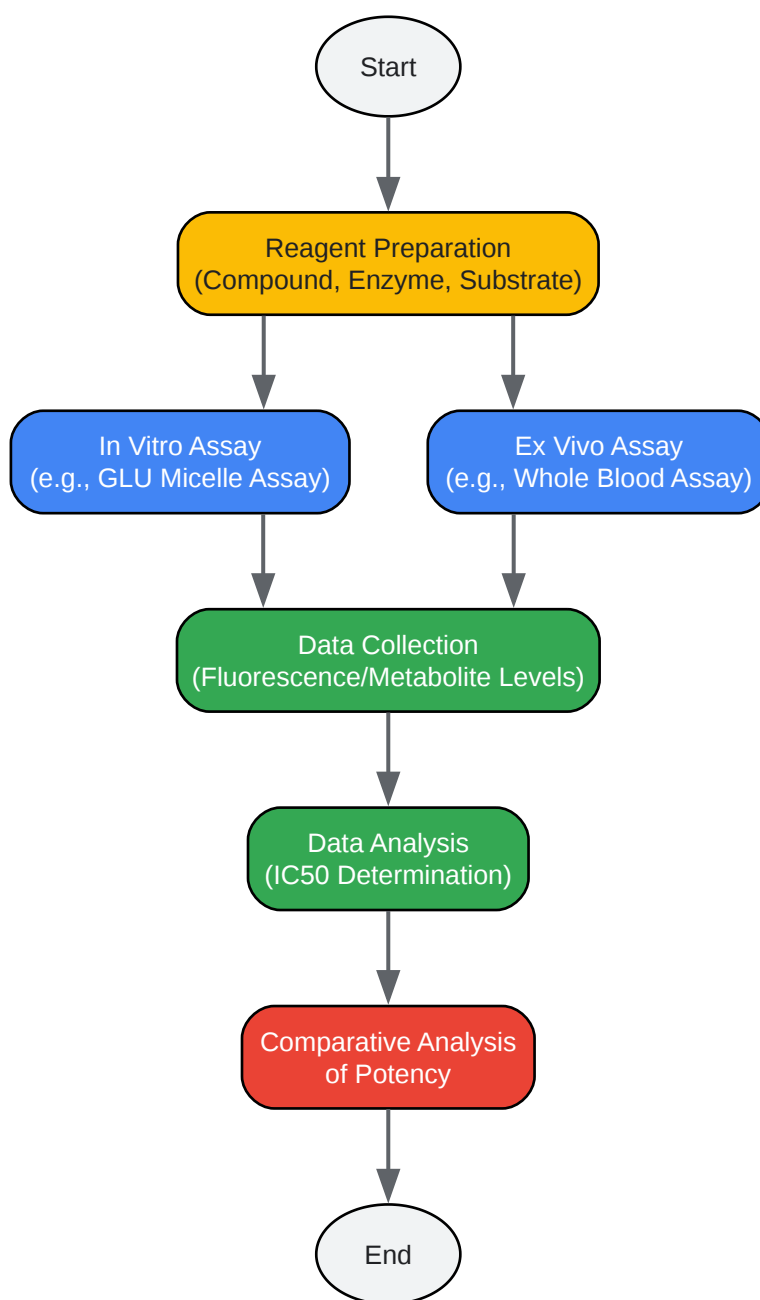 Start
Reagent Preparation
(Compound, Enzyme, Substrate)
In Vitro Assay
(e.g., GLU Micelle Assay)
Ex Vivo Assay
(e.g., Whole Blood Assay)
Data Collection
(Fluorescence/Metabolite Levels)
Data Analysis
(IC50 Determination)
Comparative Analysis
of Potency
End